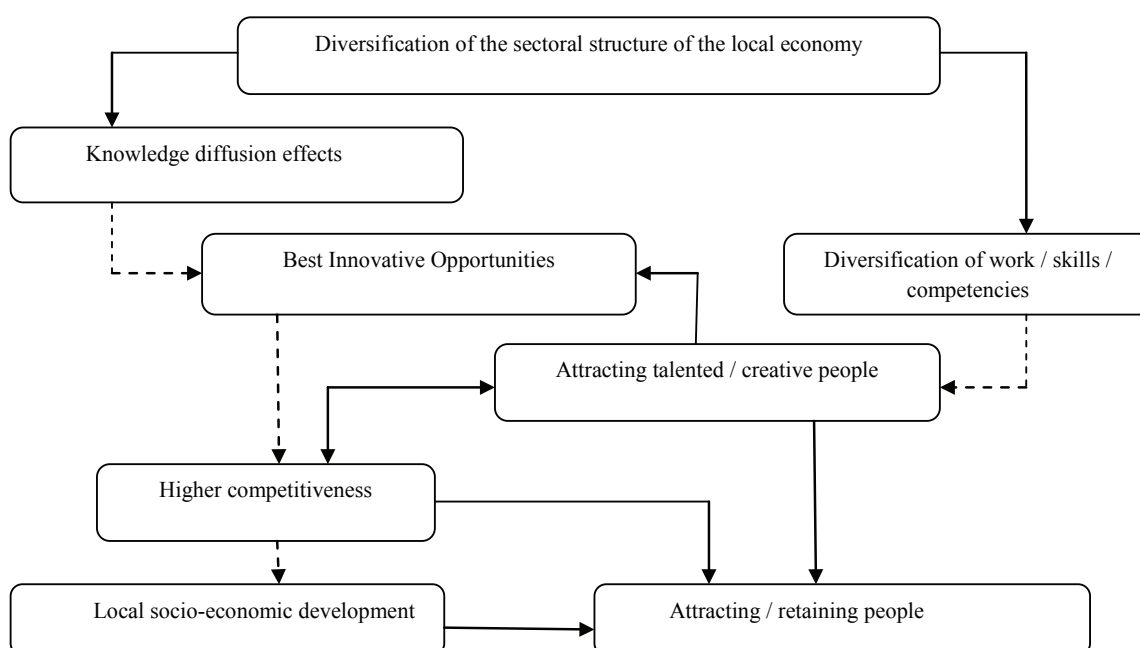 Diversification of the sectoral structure of the local economy
Knowledge diffusion effects
Best Innovative Opportunities
Diversification of work / skills /
competencies
Attracting talented / creative people
Higher competitiveness
Local socio-economic development
Attracting / retaining people